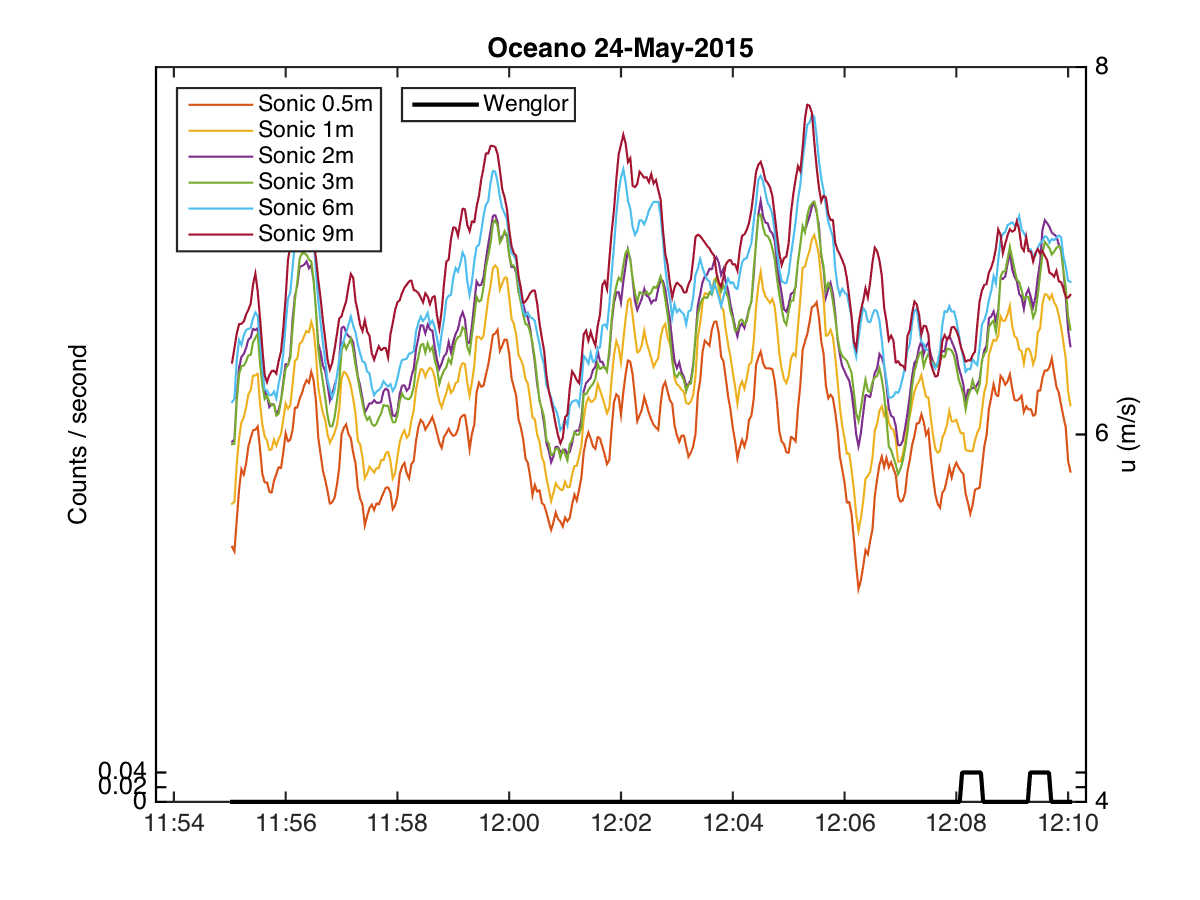 Oceano 24-May-2015
8
Sonic 0.5m
Wenglor
Sonic 1m
Sonic 2m
Sonic 3m
Sonic 6m
Sonic 9m
Counts / second
u (m/s)
6
0.04
0.02
0
4
11:54 11:56 11:58 12:00 12:02 12:04 12:06 12:08 12:10